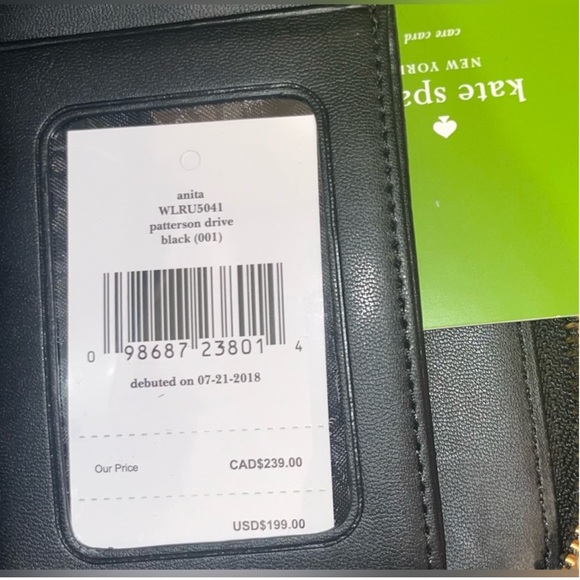 anita
WLRU5041
patterson drive
black (001)
0 98687 23801 4
debuted on 07-21-2018
Our Price CAD$239.00
USD$199.00
care card
NEW YORK
kate spa